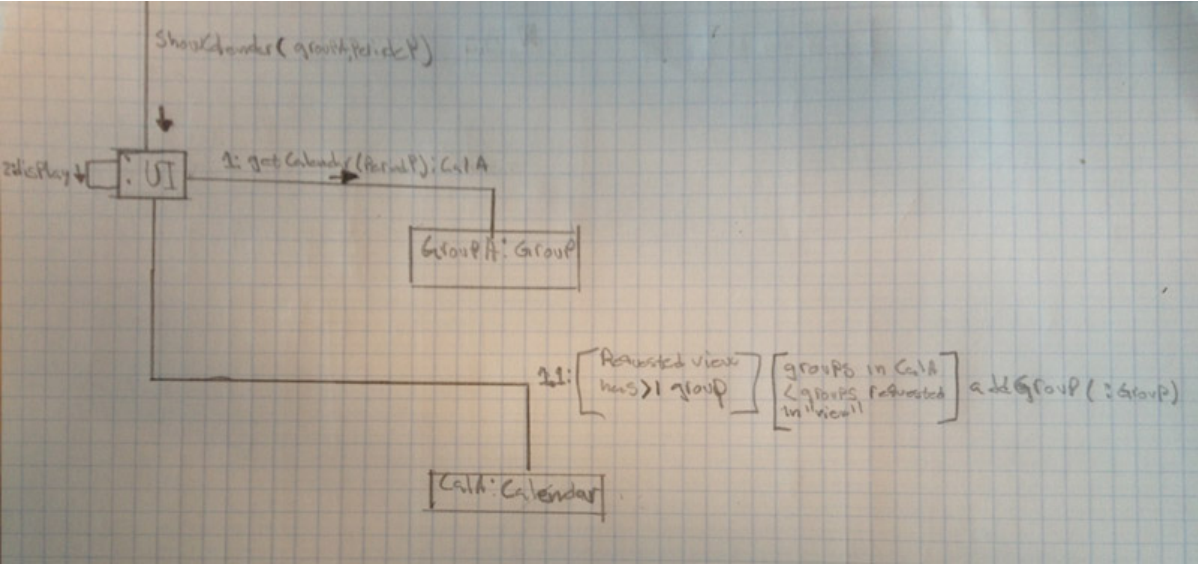 ShowCalendar( groupA, PeriodP)
2:display
: UI
1: getCalendar(PeriodP): CalA
GroupA: Group
1.1: [Requested view
has >1 group]
[groups in CalA
< groups requested
in "view"]
addGroup( :Group)
CalA: Calendar